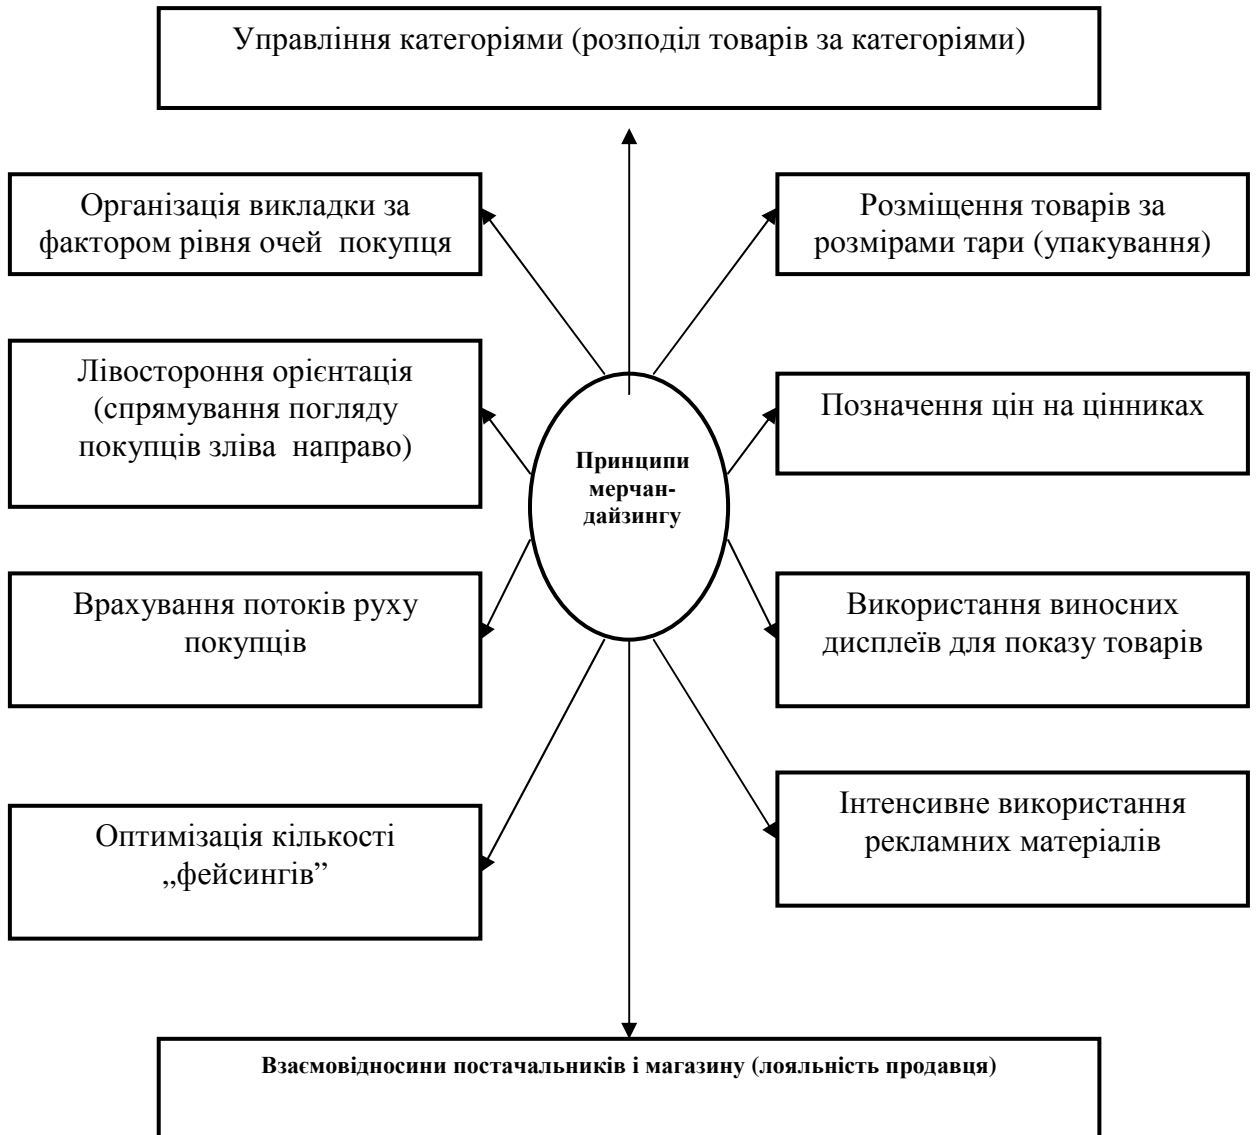 Управління категоріями (розподіл товарів за категоріями)
Організація викладки за
фактором рівня очей покупця
Розміщення товарів за
розмірами тари (упакування)
Лівостороння орієнтація
(спрямування погляду
покупців зліва направо)
Позначення цін на цінниках
Принципи
мерчан-
дайзингу
Врахування потоків руху
покупців
Використання виносних
дисплеїв для показу товарів
Оптимізація кількості
„фейсингів”
Інтенсивне використання
рекламних матеріалів
Взаємовідносини постачальників і магазину (лояльність продавця)